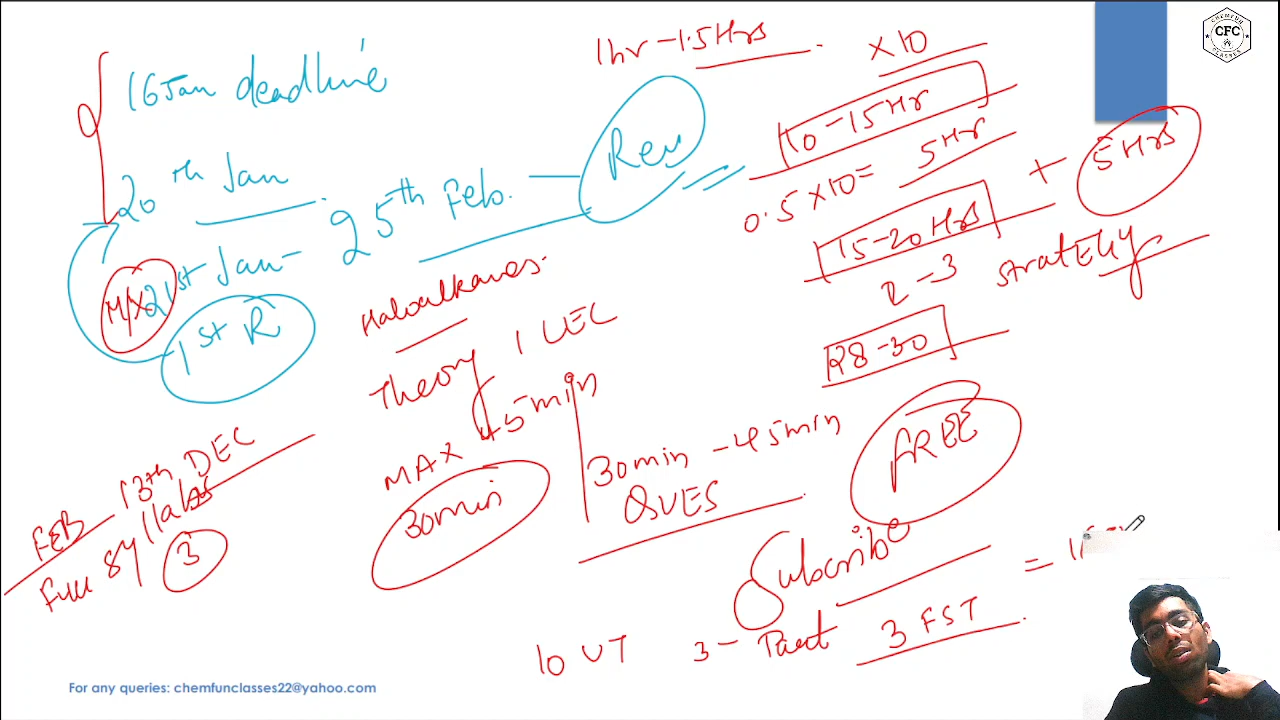 16 Jan deadline
20th Jan
21st Jan - 25th Feb. - Rev
MAX
1st R
1hr - 1.5Hrs
x10
10-15Hr
0.5x10= 5Hr
15-20Hrs + 5Hrs
2-3 strategy
28-30
Haloalkanes.
Theory 1 LEC
MAX 45min
30min
30min - 45min
QUES
FREE
Subscribe
13th DEC
FEB
Full syllabus
3
10 UT 3- Part 3 FST =
CHEMFUN
CFC
CLASSES
For any queries: chemfunclasses22@yahoo.com